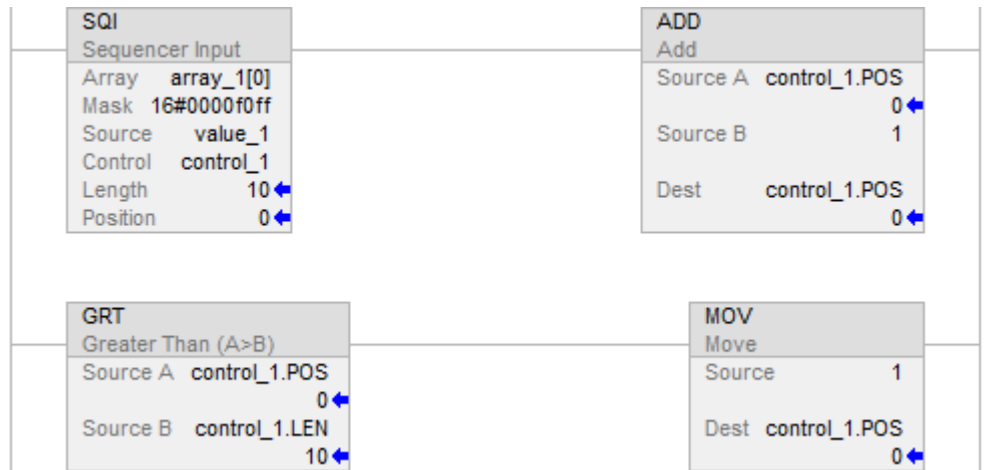 SQI
Sequencer Input
Array array_1[0]
Mask 16#0000f0ff
Source value_1
Control control_1
Length 10
Position 0
ADD
Add
Source A control_1.POS
0
Source B 1
Dest control_1.POS
0
GRT
Greater Than (A>B)
Source A control_1.POS
0
Source B control_1.LEN
10
MOV
Move
Source 1
Dest control_1.POS
0